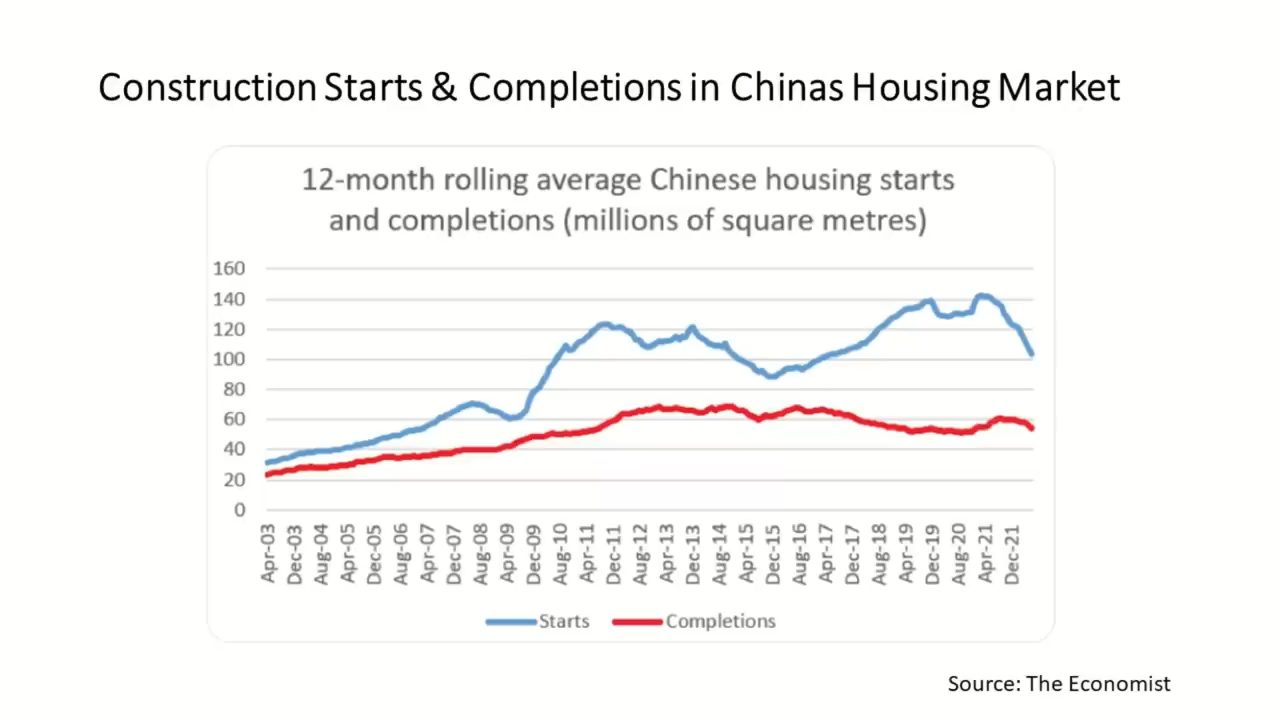 Construction Starts & Completions in Chinas Housing Market
12-month rolling average Chinese housing starts
and completions (millions of square metres)
160
140
120
100
80
60
40
20
0
Apr-03
Dec-03
Aug-04
Apr-05
Dec-05
Aug-06
Apr-07
Dec-07
Aug-08
Apr-09
Dec-09
Aug-10
Apr-11
Dec-11
Aug-12
Apr-13
Dec-13
Aug-14
Apr-15
Dec-15
Aug-16
Apr-17
Dec-17
Aug-18
Apr-19
Dec-19
Aug-20
Apr-21
Dec-21
Starts Completions
Source: The Economist